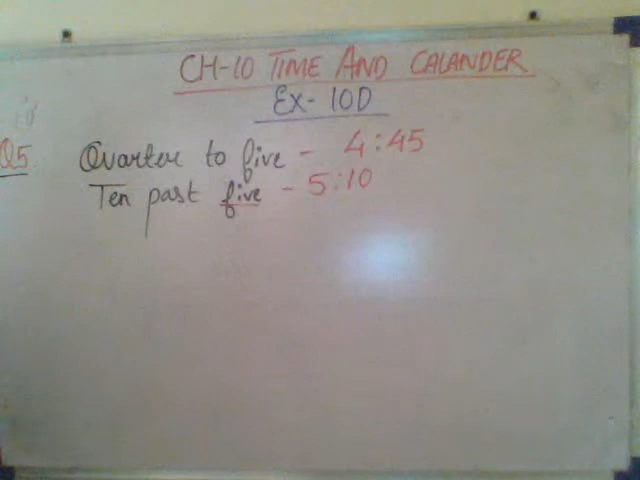 CH-10 TIME AND CALANDER
EX- 10D
Q5 Quarter to five - 4:45
Ten past five - 5:10